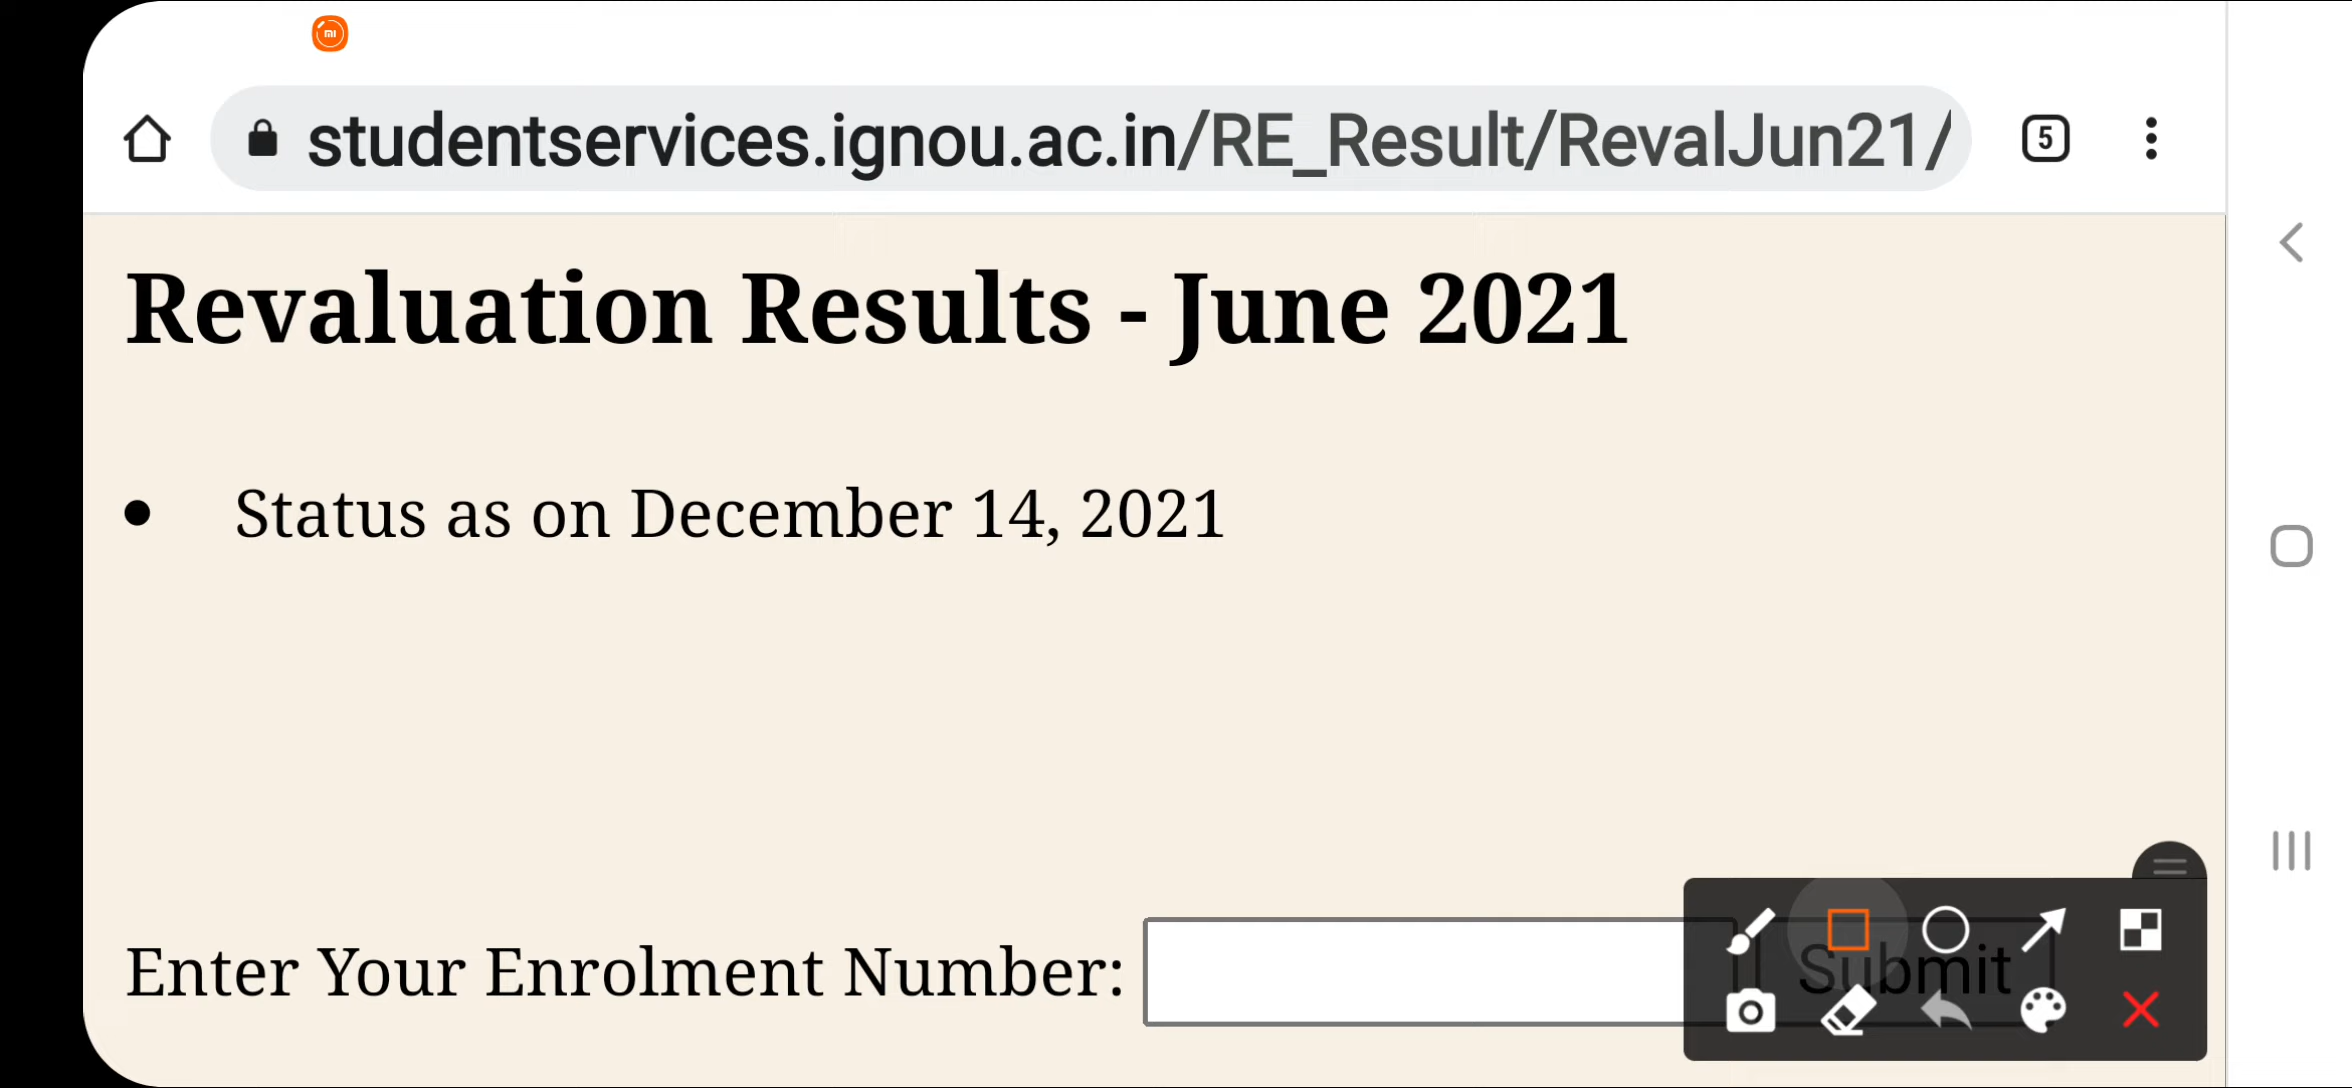 mi
studentservices.ignou.ac.in/RE_Result/RevalJun21/
5
Revaluation Results - June 2021
• Status as on December 14, 2021
Enter Your Enrolment Number:
Submit